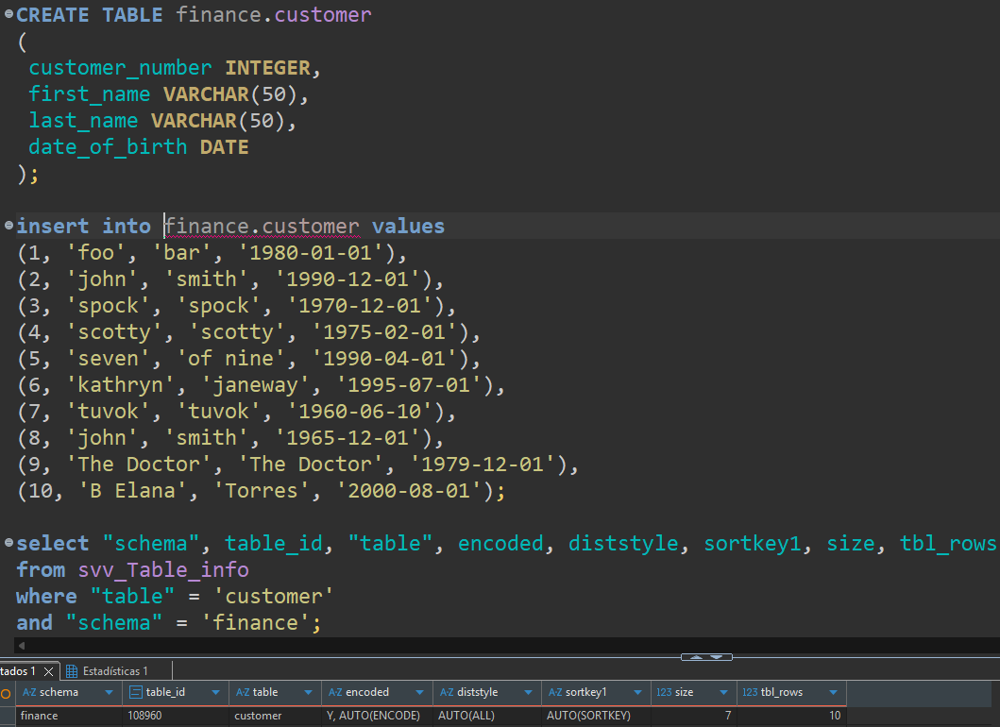 CREATE TABLE finance.customer
(
customer_number INTEGER,
first_name VARCHAR(50),
last_name VARCHAR(50),
date_of_birth DATE
);
insert into finance.customer values
(1, 'foo', 'bar', '1980-01-01'),
(2, 'john', 'smith', '1990-12-01'),
(3, 'spock', 'spock', '1970-12-01'),
(4, 'scotty', 'scotty', '1975-02-01'),
(5, 'seven', 'of nine', '1990-04-01'),
(6, 'kathryn', 'janeway', '1995-07-01'),
(7, 'tuvok', 'tuvok', '1960-06-10'),
(8, 'john', 'smith', '1965-12-01'),
(9, 'The Doctor', 'The Doctor', '1979-12-01'),
(10, 'B Elana', 'Torres', '2000-08-01');
select "schema", table_id, "table", encoded, diststyle, sortkey1, size, tbl_rows
from svv_Table_info
where "table" = 'customer'
and "schema" = 'finance';
tados 1 Estadísticas 1
A-Z schema table_id A-Z table A-Z encoded A-Z diststyle A-Z sortkey1 123 size 123 tbl_rows
finance 108960 customer Y, AUTO(ENCODE) AUTO(ALL) AUTO(SORTKEY) 7 10